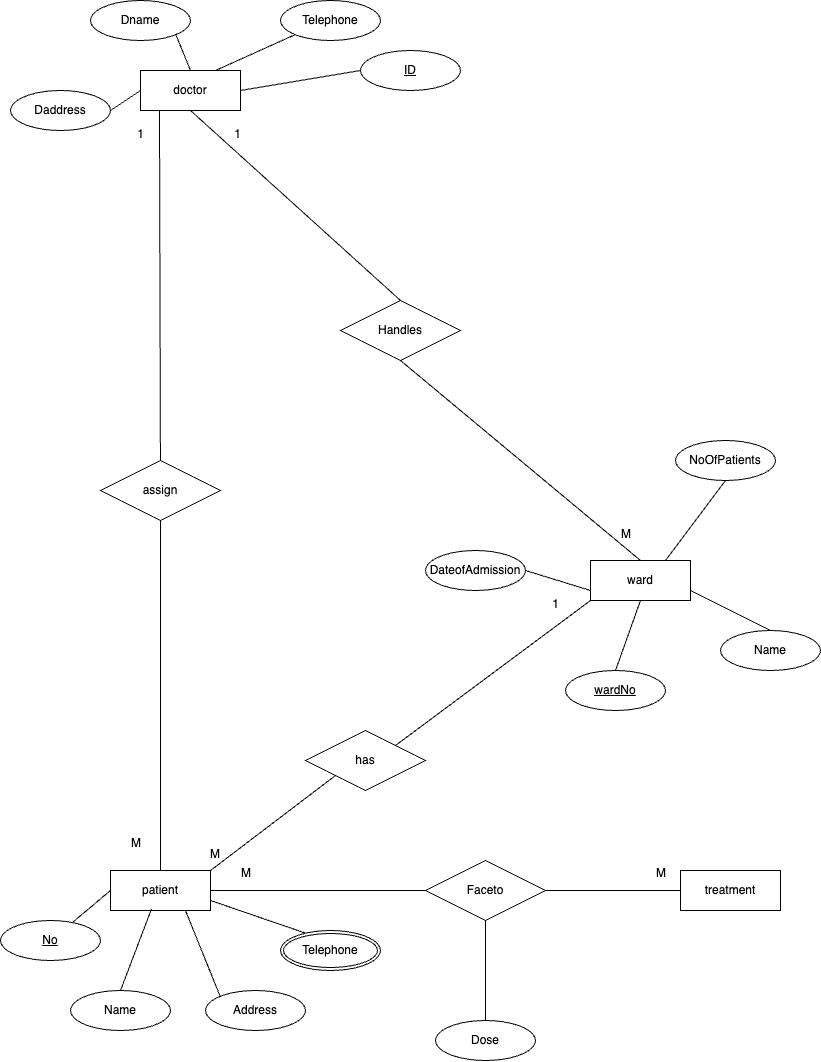 Dname
Telephone
ID
doctor
Daddress
1
1
Handles
NoOfPatients
assign
M
DateofAdmission
ward
1
Name
wardNo
has
M
M
M
M
patient
Faceto
treatment
No
Telephone
Name
Address
Dose